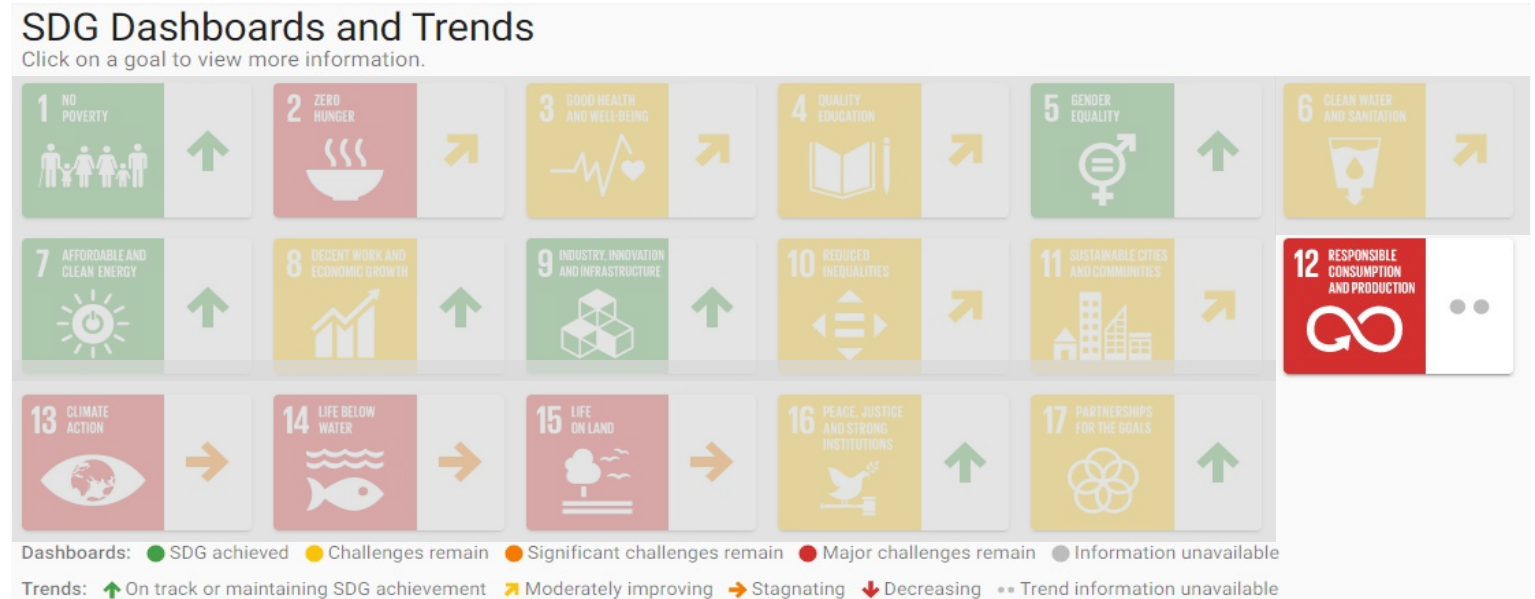 SDG Dashboards and Trends
Click on a goal to view more information.
1 NO
POVERTY
2 ZERO
HUNGER
3 GOOD HEALTH
AND WELL-BEING
4 QUALITY
EDUCATION
5 GENDER
EQUALITY
6 CLEAN WATER
AND SANITATION
7 AFFORDABLE AND
CLEAN ENERGY
8 DECENT WORK AND
ECONOMIC GROWTH
9 INDUSTRY, INNOVATION
AND INFRASTRUCTURE
10 REDUCED
INEQUALITIES
11 SUSTAINABLE CITIES
AND COMMUNITIES
12 RESPONSIBLE
CONSUMPTION
AND PRODUCTION
13 CLIMATE
ACTION
14 LIFE BELOW
WATER
15 LIFE
ON LAND
16 PEACE, JUSTICE
AND STRONG
INSTITUTIONS
17 PARTNERSHIPS
FOR THE GOALS
Dashboards: SDG achieved Challenges remain Significant challenges remain Major challenges remain Information unavailable
Trends: On track or maintaining SDG achievement Moderately improving Stagnating Decreasing Trend information unavailable